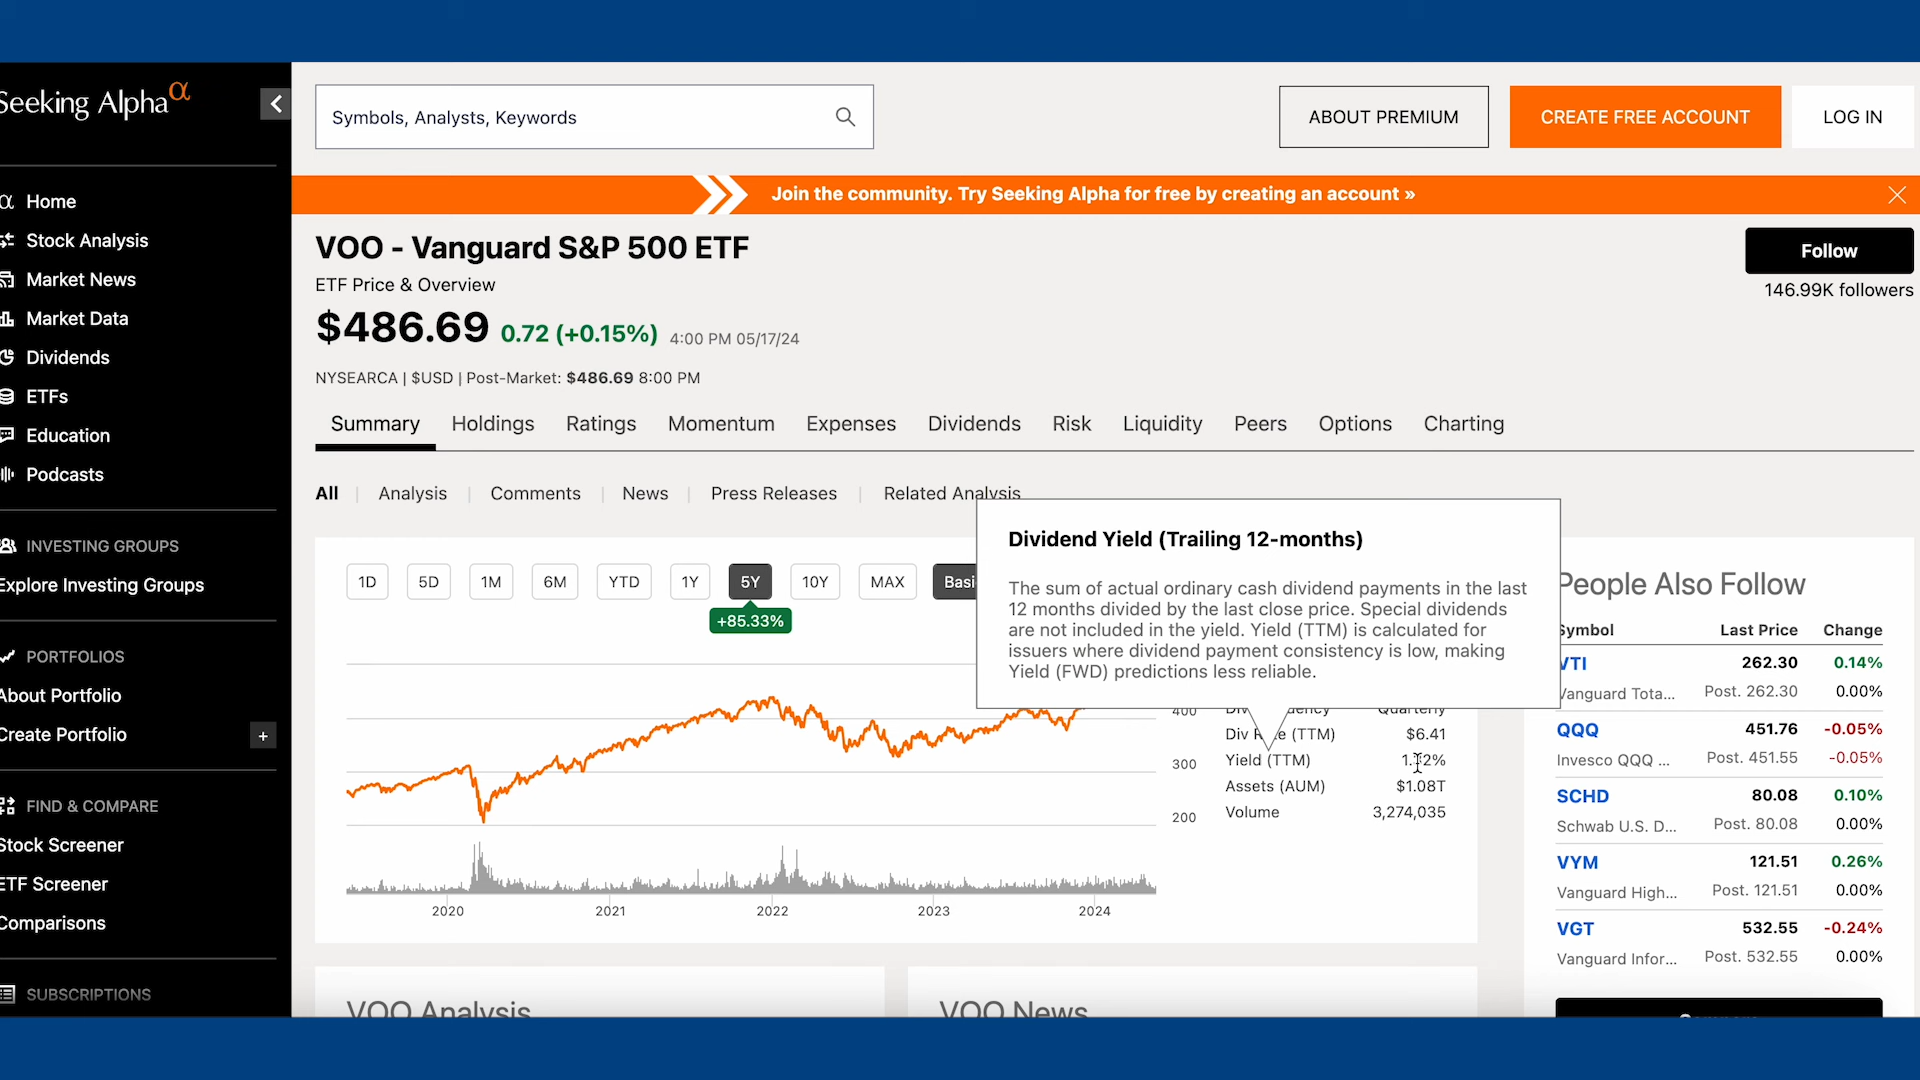 Seeking Alpha α
Symbols, Analysts, Keywords
ABOUT PREMIUM
CREATE FREE ACCOUNT
LOG IN
Join the community. Try Seeking Alpha for free by creating an account »
Home
Stock Analysis
Market News
Market Data
Dividends
ETFs
Education
Podcasts
INVESTING GROUPS
Explore Investing Groups
PORTFOLIOS
About Portfolio
Create Portfolio +
FIND & COMPARE
Stock Screener
ETF Screener
Comparisons
SUBSCRIPTIONS
VOO - Vanguard S&P 500 ETF
Follow
146.99K followers
ETF Price & Overview
$486.69 0.72 (+0.15%) 4:00 PM 05/17/24
NYSEARCA | $USD | Post-Market: $486.69 8:00 PM
Summary Holdings Ratings Momentum Expenses Dividends Risk Liquidity Peers Options Charting
All | Analysis | Comments | News | Press Releases | Related Analysis
1D 5D 1M 6M YTD 1Y 5Y 10Y MAX Basi
+85.33%
Dividend Yield (Trailing 12-months)
The sum of actual ordinary cash dividend payments in the last
12 months divided by the last close price. Special dividends
are not included in the yield. Yield (TTM) is calculated for
issuers where dividend payment consistency is low, making
Yield (FWD) predictions less reliable.
400
300
200
2020 2021 2022 2023 2024
Quarterly
(TTM) $6.41
Yield (TTM)
Assets (AUM) $1.08T
Volume 3,274,035
People Also Follow
Symbol Last Price Change
VTI 262.30 0.14%
Vanguard Tota... Post. 262.30 0.00%
QQQ 451.76 -0.05%
Invesco QQQ ... Post. 451.55 -0.05%
SCHD 80.08 0.10%
Schwab U.S. D... Post. 80.08 0.00%
VYM 121.51 0.26%
Vanguard High... Post. 121.51 0.00%
VGT 532.55 -0.24%
Vanguard Infor... Post. 532.55 0.00%
VOO Analysis
VOO News